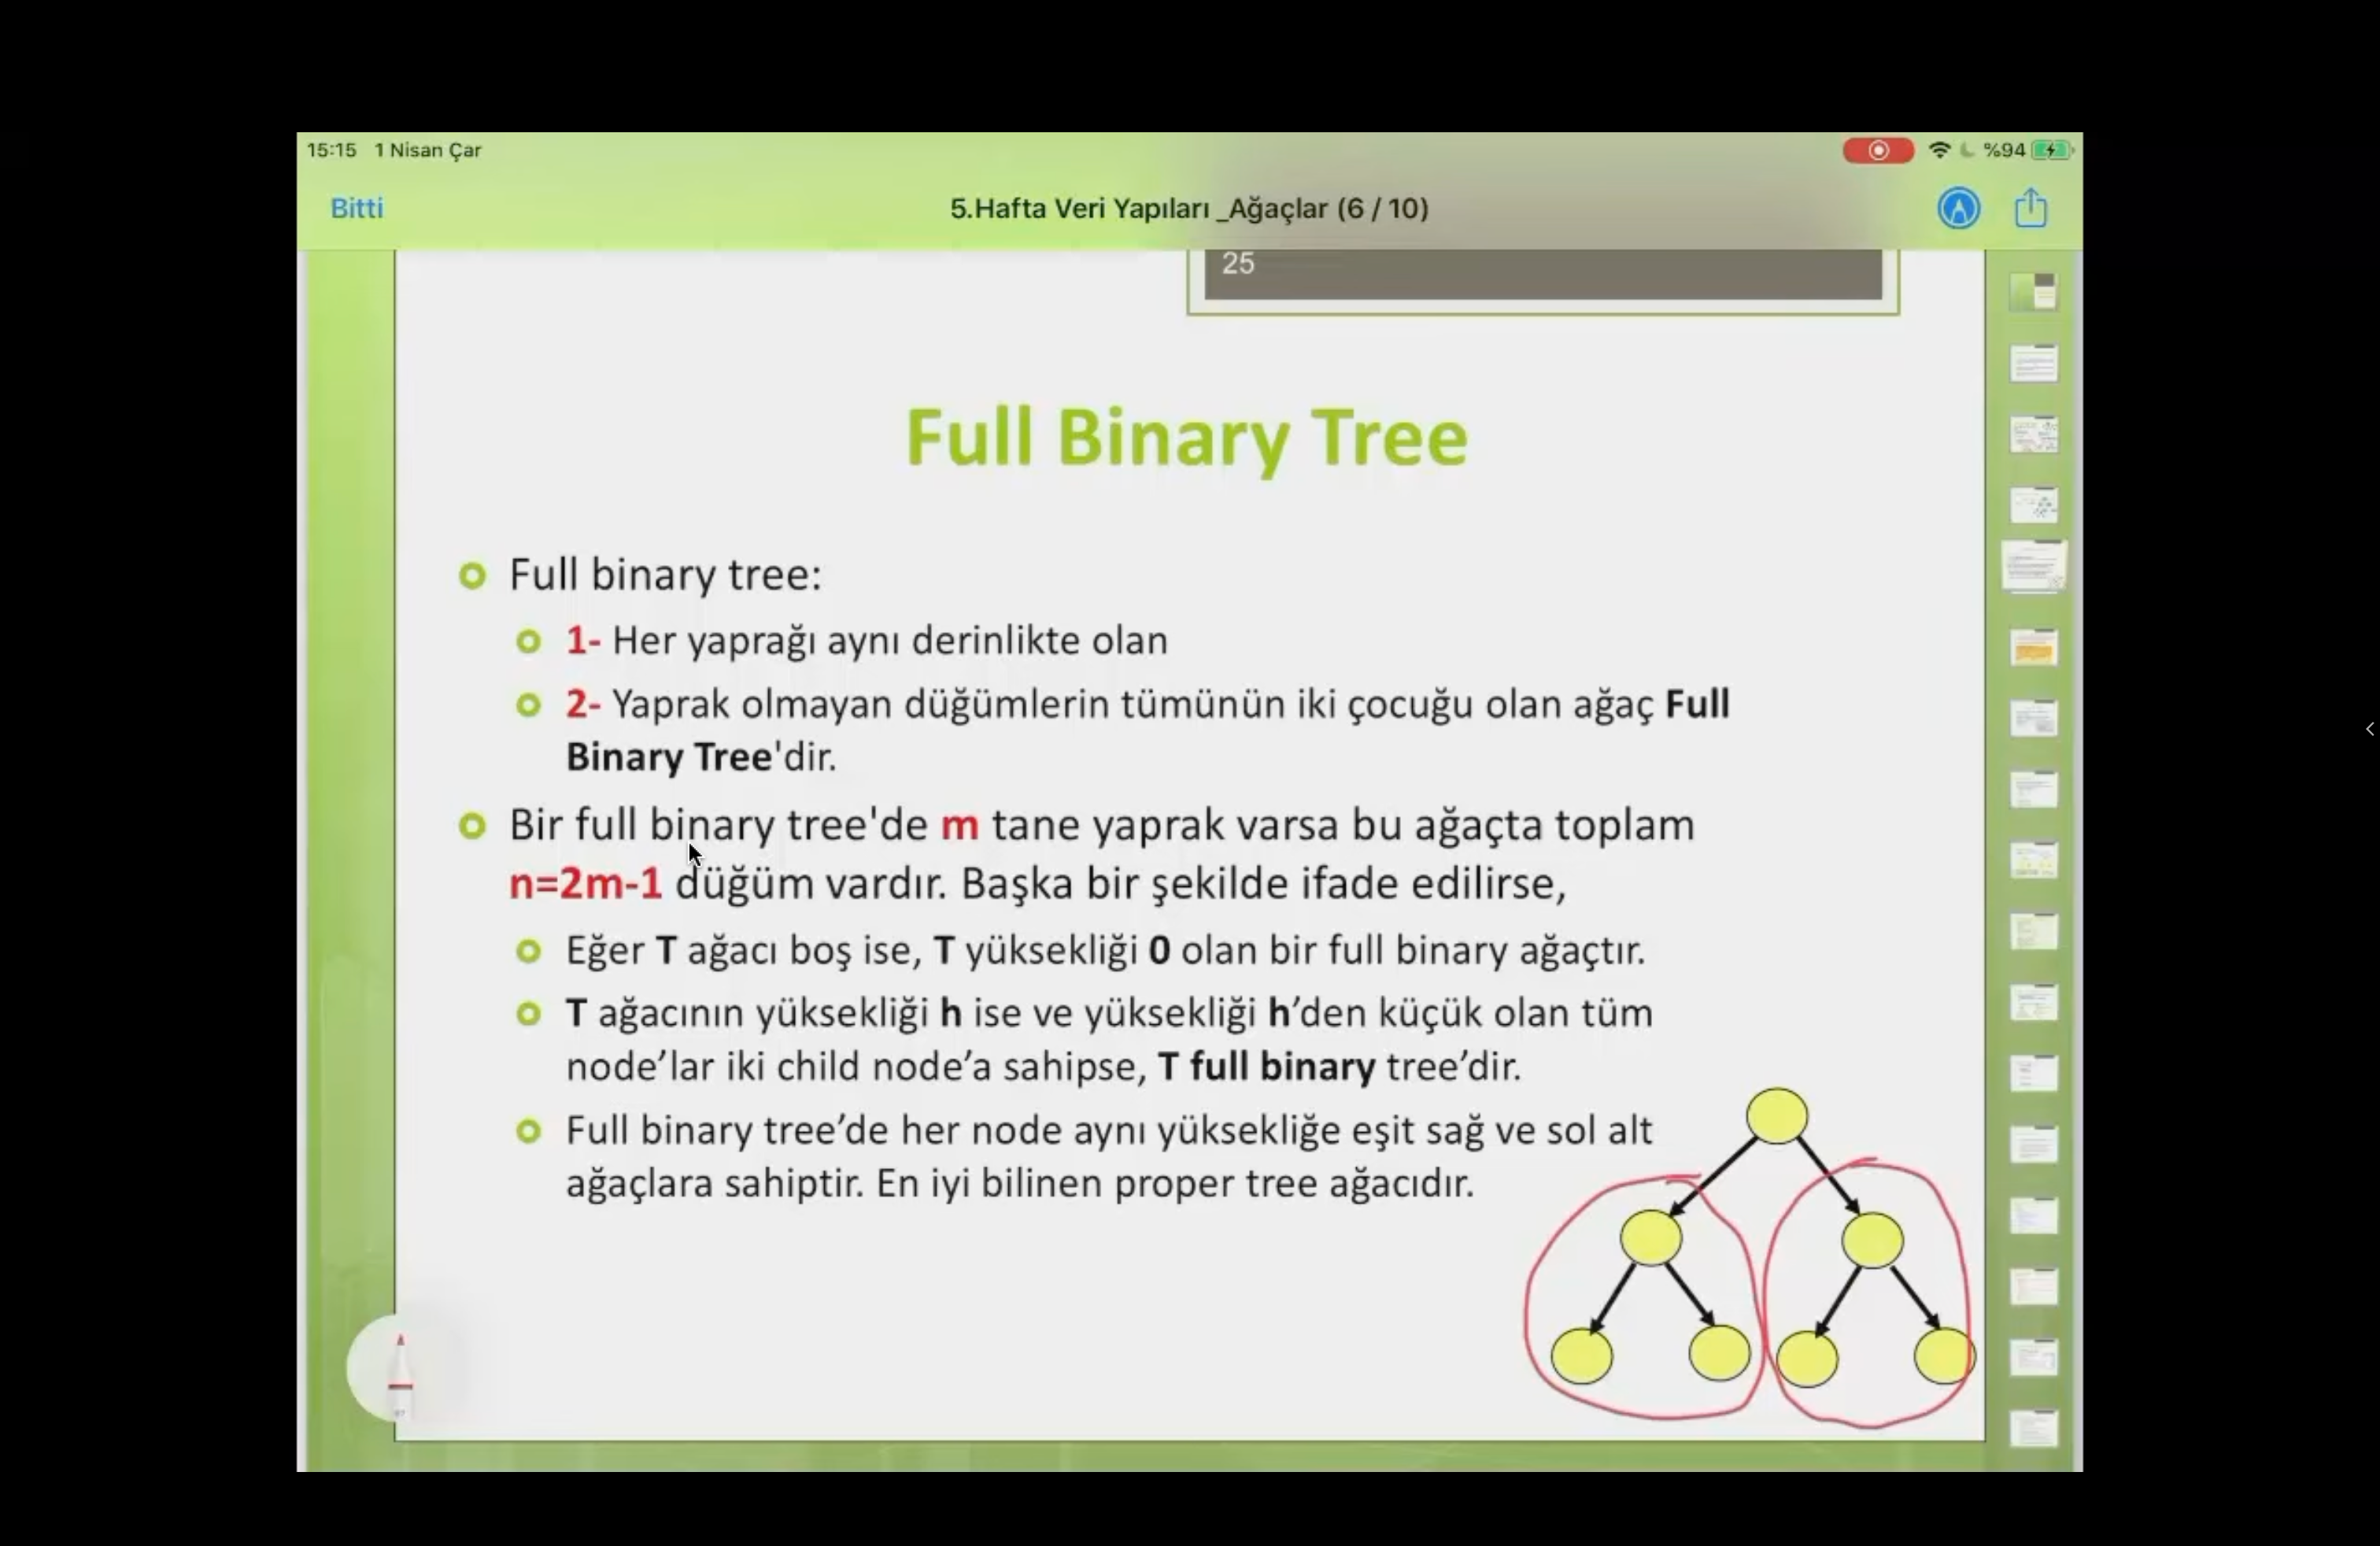 15:15 1 Nisan Çar
%94
Bitti
5.Hafta Veri Yapıları _Ağaçlar (6 / 10)
25
Full Binary Tree
Full binary tree:
1- Her yaprağı aynı derinlikte olan
2- Yaprak olmayan düğümlerin tümünün iki çocuğu olan ağaç Full
Binary Tree'dir.
Bir full binary tree'de m tane yaprak varsa bu ağaçta toplam
n=2m-1 düğüm vardır. Başka bir şekilde ifade edilirse,
Eğer T ağacı boş ise, T yüksekliği 0 olan bir full binary ağaçtır.
T ağacının yüksekliği h ise ve yüksekliği h’den küçük olan tüm
node’lar iki child node’a sahipse, T full binary tree’dir.
Full binary tree’de her node aynı yüksekliğe eşit sağ ve sol alt
ağaçlara sahiptir. En iyi bilinen proper tree ağacıdır.